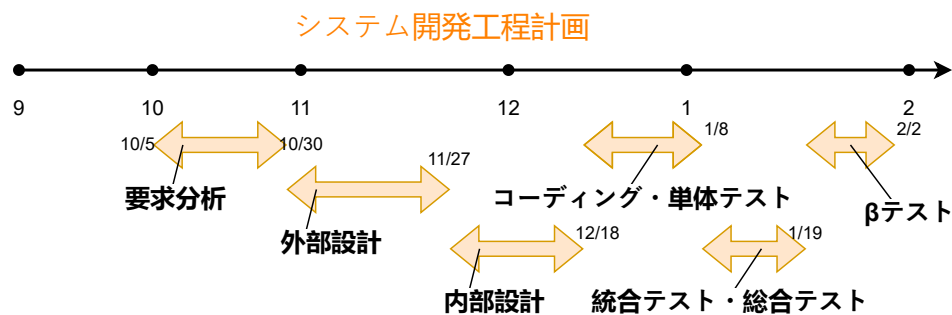 システム開発工程計画
9
10
11
12
1
2
10/5
10/30
要求分析
11/27
外部設計
12/18
内部設計
1/8
コーディング・単体テスト
1/19
統合テスト・総合テスト
2/2
βテスト